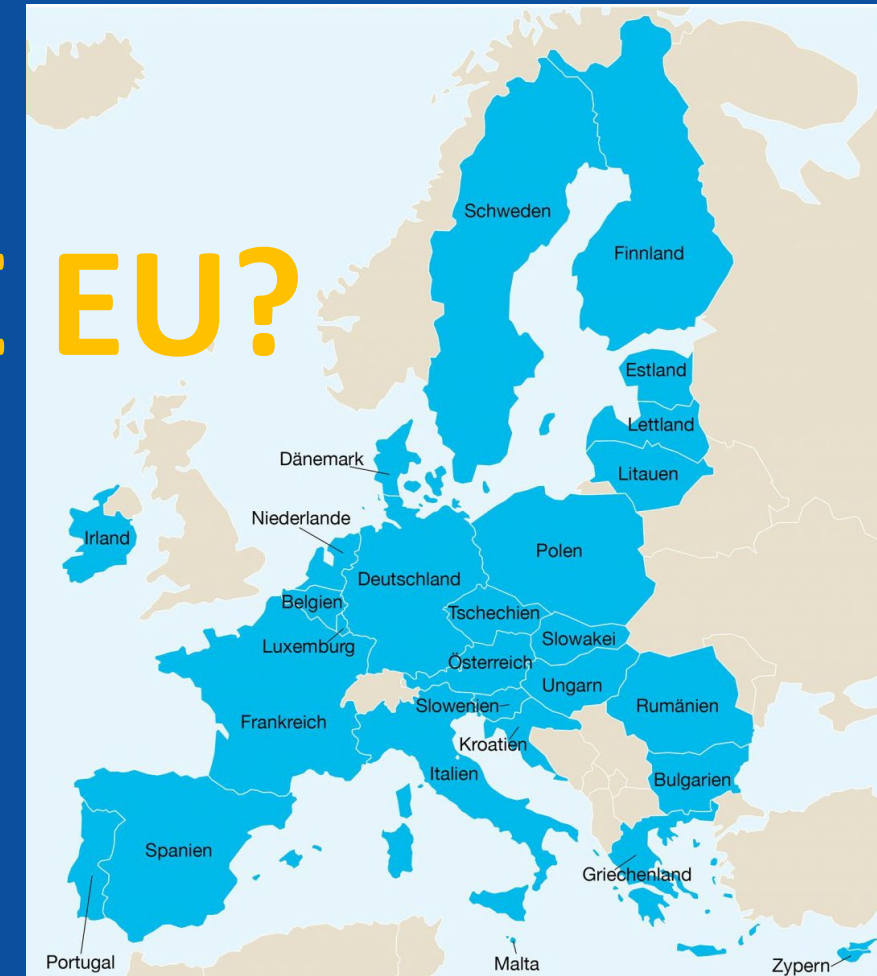 EU?
Schweden
Finnland
Estland
Lettland
Litauen
Dänemark
Niederlande
Irland
Polen
Deutschland
Belgien
Tschechien
Luxemburg
Slowakei
Österreich
Ungarn
Slowenien
Rumänien
Frankreich
Kroatien
Italien
Bulgarien
Spanien
Griechenland
Portugal
Malta
Zypern